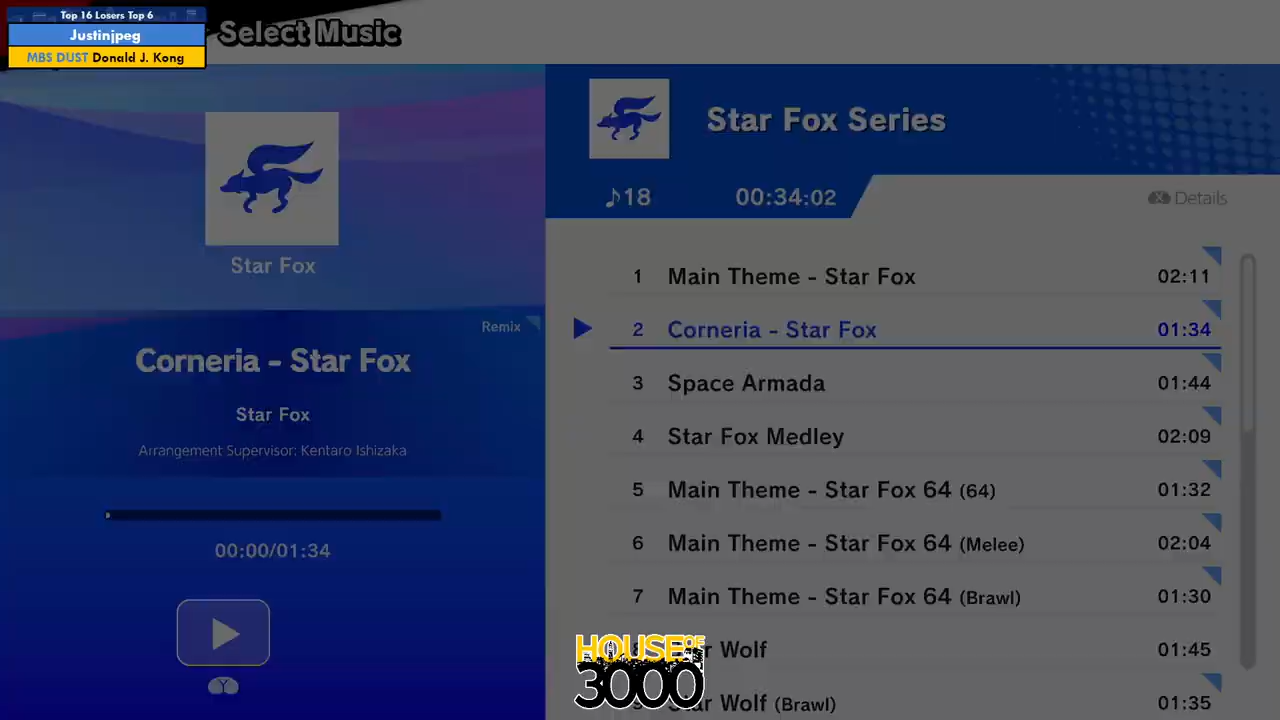 Top 16 Losers Top 6
Justinjpeg
MBS DUST Donald J. Kong
Select Music
Star Fox
Remix
Corneria - Star Fox
Star Fox
Arrangement Supervisor: Kentaro Ishizaka
00:00/01:34
Y
Star Fox Series
♪18 00:34:02
X Details
1 Main Theme - Star Fox 02:11
2 Corneria - Star Fox 01:34
3 Space Armada 01:44
4 Star Fox Medley 02:09
5 Main Theme - Star Fox 64 (64) 01:32
6 Main Theme - Star Fox 64 (Melee) 02:04
7 Main Theme - Star Fox 64 (Brawl) 01:30
Wolf 01:45
Wolf (Brawl) 01:35
HOUSE OF
3000